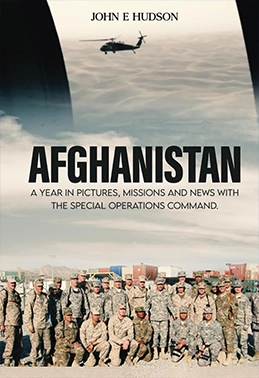 JOHN E HUDSON
AFGHANISTAN
A YEAR IN PICTURES, MISSIONS AND NEWS WITH
THE SPECIAL OPERATIONS COMMAND.